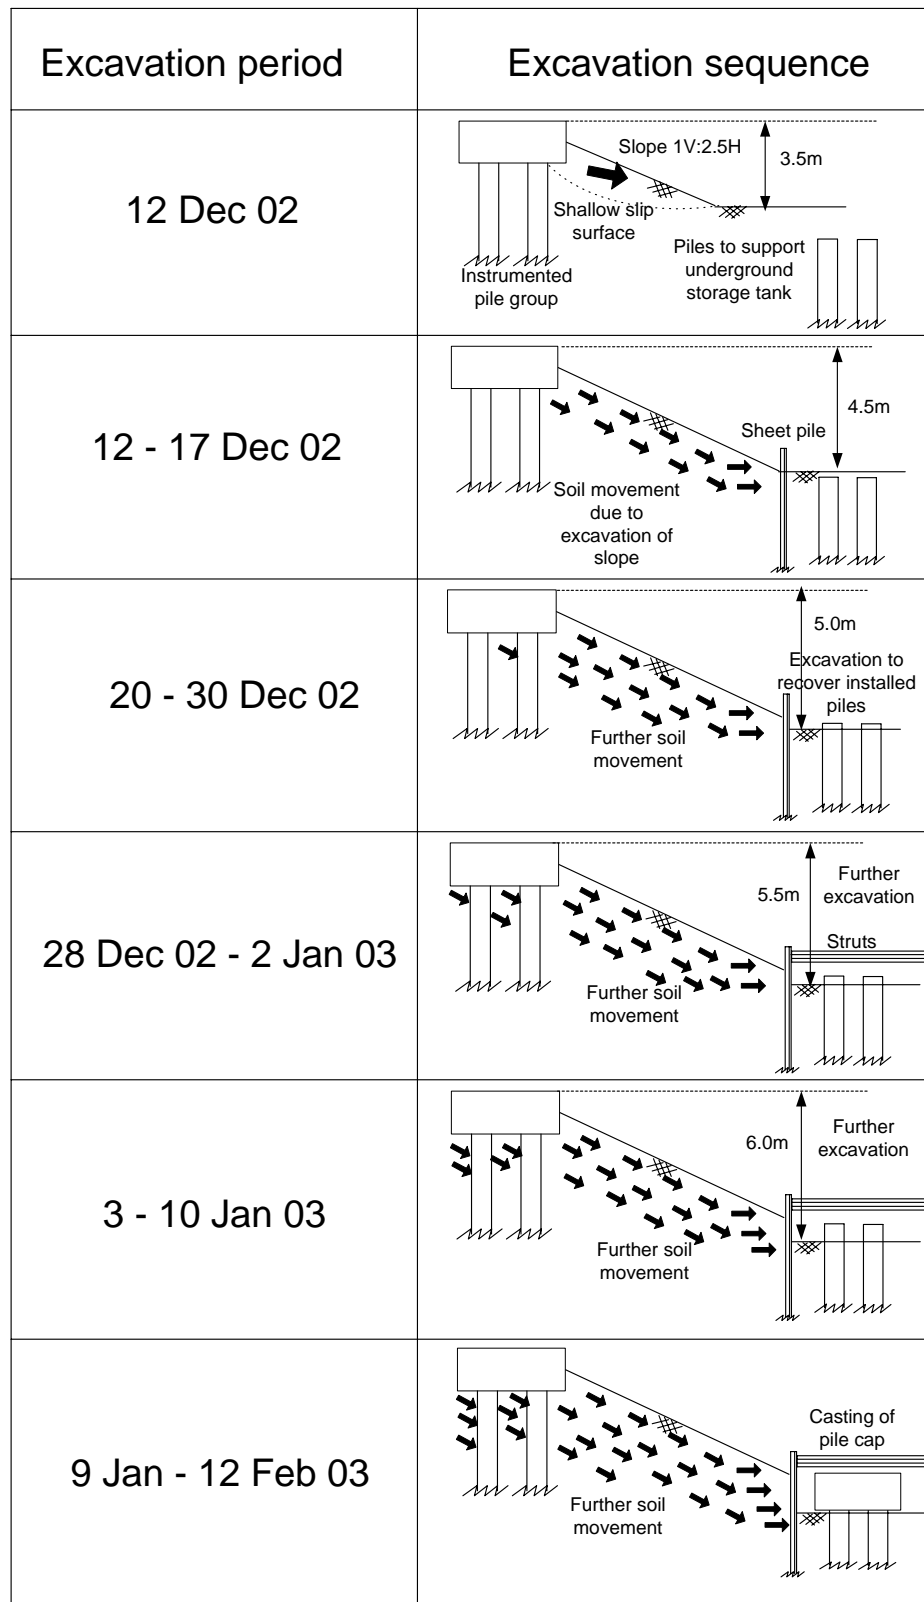 Excavation period
Excavation sequence
12 Dec 02
Slope 1V:2.5H
3.5m
Shallow slip
surface
Instrumented
pile group
Piles to support
underground
storage tank
12 - 17 Dec 02
4.5m
Sheet pile
Soil movement
due to
excavation of
slope
20 - 30 Dec 02
5.0m
Excavation to
recover installed
piles
Further soil
movement
28 Dec 02 - 2 Jan 03
5.5m
Further
excavation
Struts
Further soil
movement
3 - 10 Jan 03
6.0m
Further
excavation
Further soil
movement
9 Jan - 12 Feb 03
Casting of
pile cap
Further soil
movement